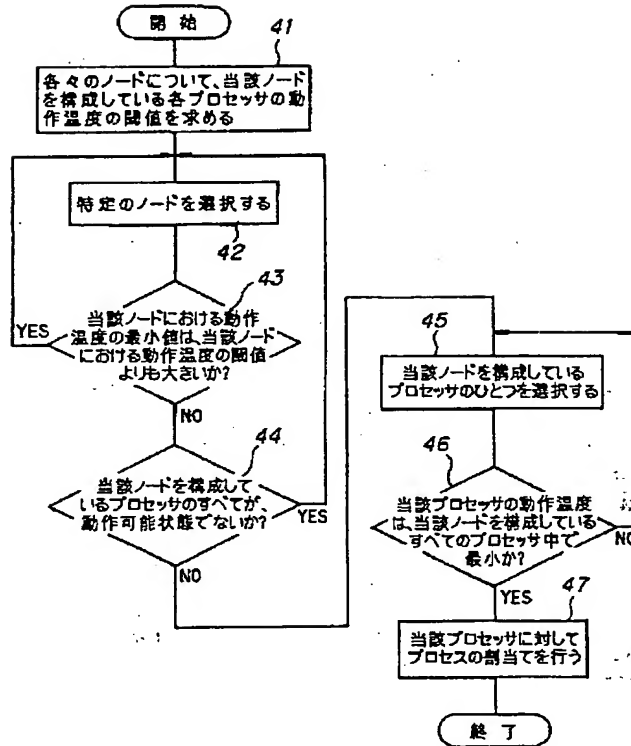 開始
41
各々のノードについて、当該ノード
を構成している各プロセッサの動
作温度の閾値を求める
特定のノードを選択する
42
43
当該ノードにおける動作
温度の最小値は、当該ノード
における動作温度の閾値
よりも大きいか?
YES
NO
44
当該ノードを構成して
いるプロセッサのすべてが、
動作可能状態でないか?
YES
NO
45
当該ノードを構成している
プロセッサのひとつを選択する
46
当該プロセッサの動作温度
は、当該ノードを構成している
すべてのプロセッサ中で
最小か?
NO
YES
47
当該プロセッサに対して
プロセスの割当てを行う
終了